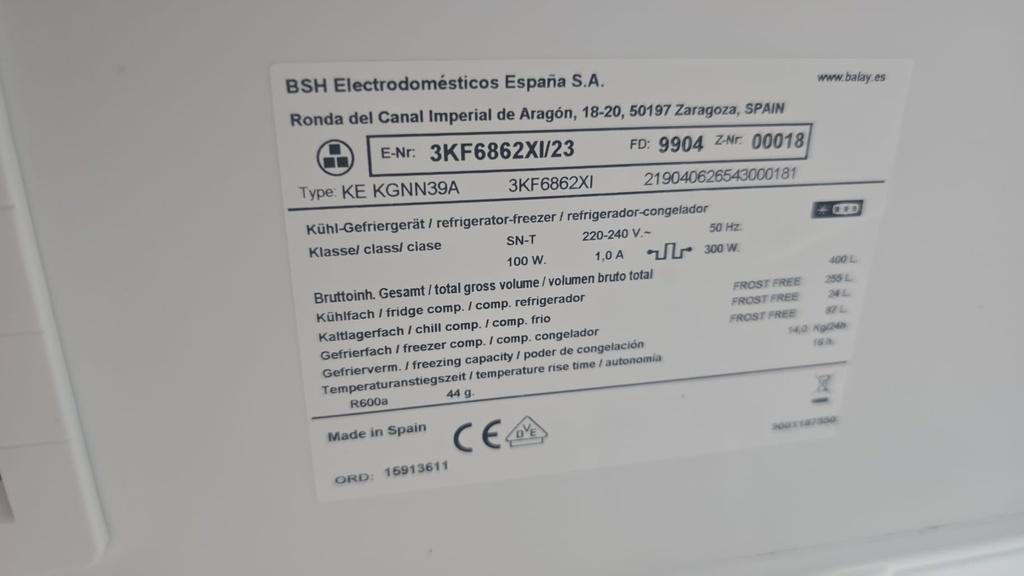 BSH Electrodomésticos España S.A. www.balay.es
Ronda del Canal Imperial de Aragón, 18-20, 50197 Zaragoza, SPAIN
E-Nr: 3KF6862XI/23 FD: 9904 Z-Nr: 00018
Type: KE KGNN39A 3KF6862XI 219040626543000181
Kühl-Gefriergerät / refrigerator-freezer / refrigerador-congelador
Klasse/ class/ clase SN-T 220-240 V.~ 50 Hz.
100 W. 1,0 A 300 W.
Bruttoinh. Gesamt / total gross volume / volumen bruto total 400 L.
Kühlfach / fridge comp. / comp. refrigerador FROST FREE 255 L.
Kaltlagerfach / chill comp. / comp. frio FROST FREE 24 L.
Gefrierfach / freezer comp. / comp. congelador FROST FREE 87 L.
Gefrierverm. / freezing capacity / poder de congelación 14,0 Kg/24h
Temperaturanstiegszeit / temperature rise time / autonomía 16 h.
R600a 44 g.
Made in Spain CE DVE
ORD: 15913611